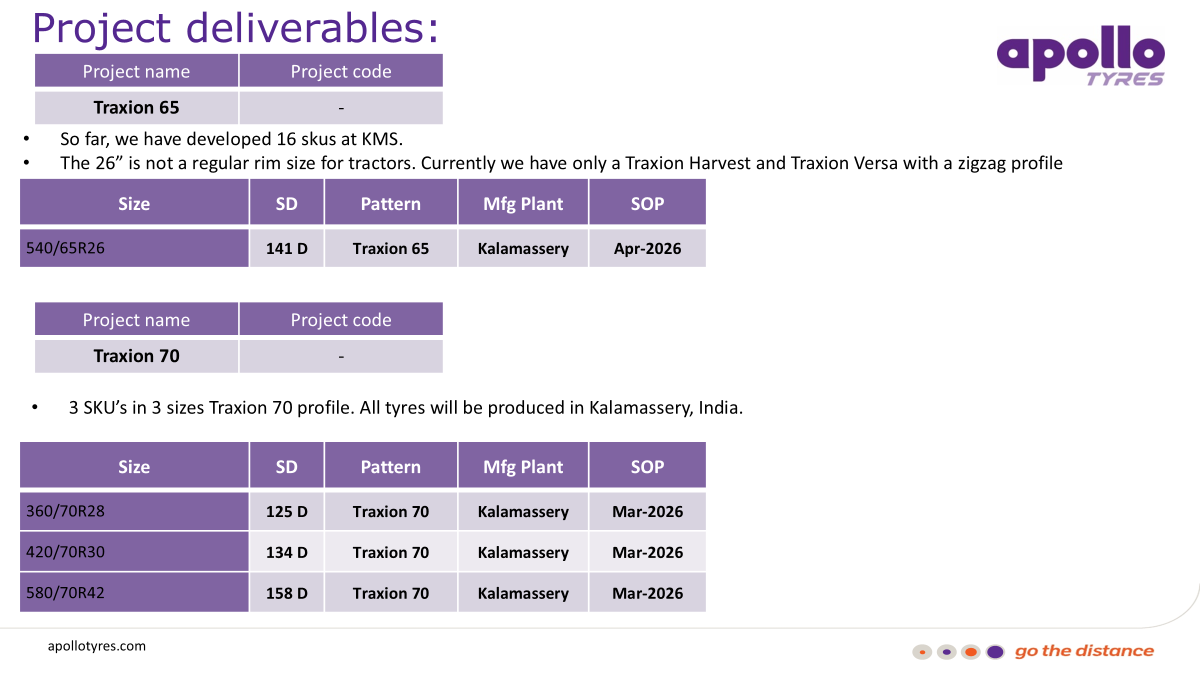 Project deliverables:
apollo
TYRES
Project name Project code
Traxion 65 -
• So far, we have developed 16 skus at KMS.
• The 26” is not a regular rim size for tractors. Currently we have only a Traxion Harvest and Traxion Versa with a zigzag profile
Size SD Pattern Mfg Plant SOP
540/65R26 141 D Traxion 65 Kalamassery Apr-2026
Project name Project code
Traxion 70 -
• 3 SKU’s in 3 sizes Traxion 70 profile. All tyres will be produced in Kalamassery, India.
Size SD Pattern Mfg Plant SOP
360/70R28 125 D Traxion 70 Kalamassery Mar-2026
420/70R30 134 D Traxion 70 Kalamassery Mar-2026
580/70R42 158 D Traxion 70 Kalamassery Mar-2026
apollotyres.com
go the distance